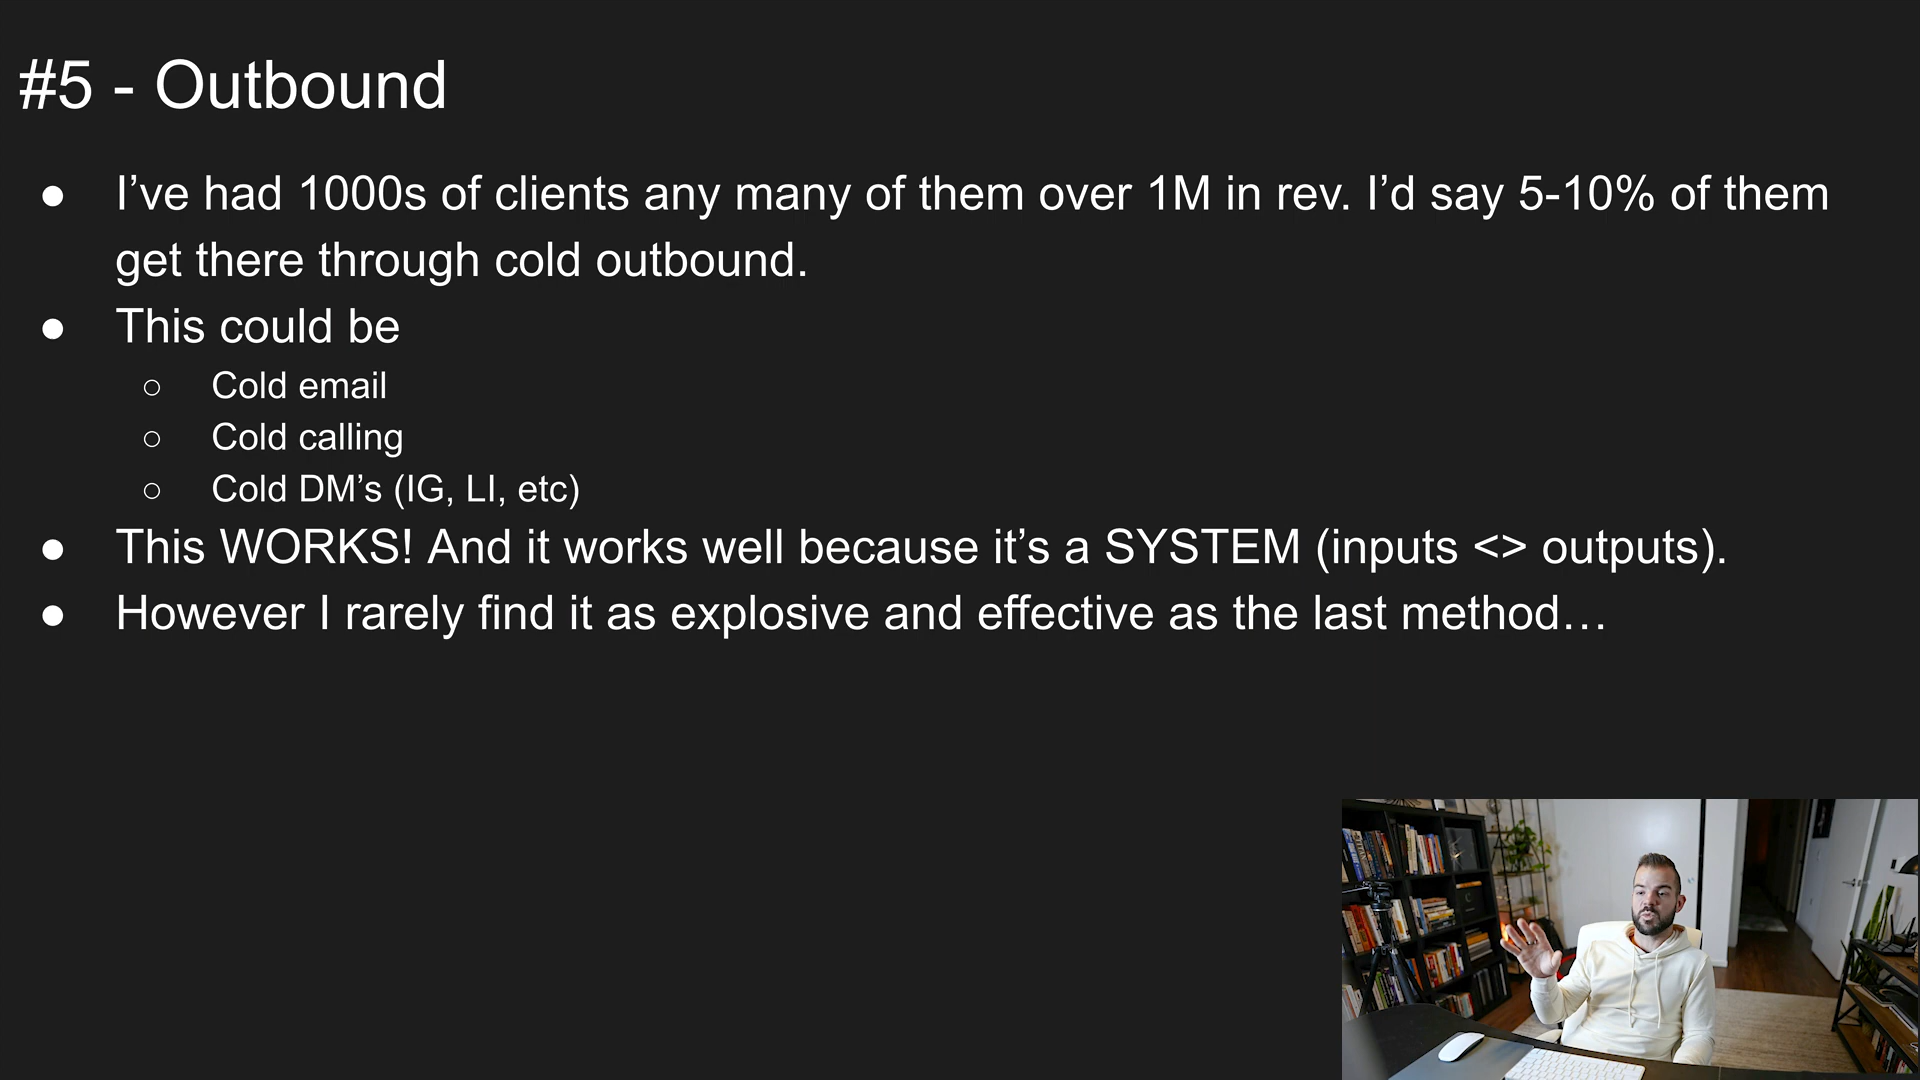 #5 - Outbound
● I’ve had 1000s of clients any many of them over 1M in rev. I’d say 5-10% of them
get there through cold outbound.
● This could be
○ Cold email
○ Cold calling
○ Cold DM’s (IG, LI, etc)
● This WORKS! And it works well because it’s a SYSTEM (inputs <> outputs).
● However I rarely find it as explosive and effective as the last method…